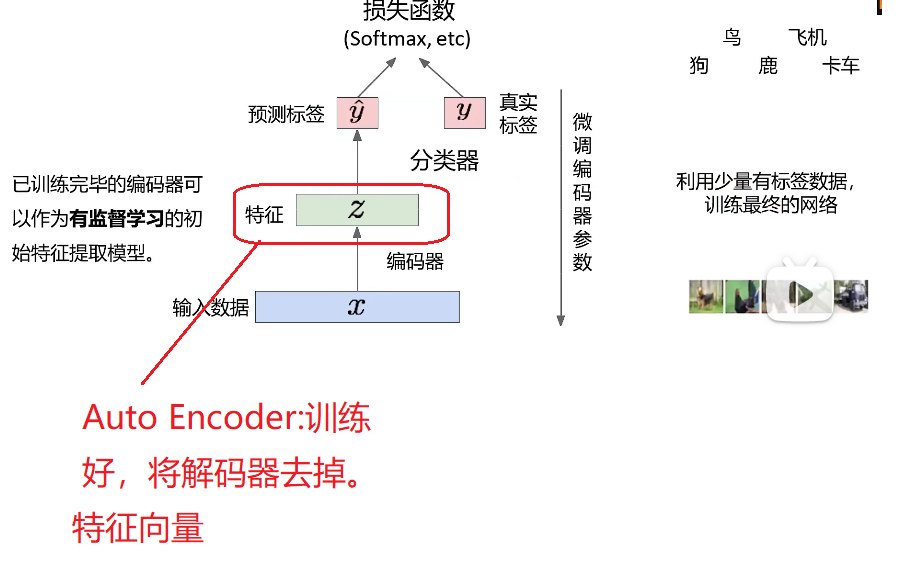 损失函数
(Softmax, etc)
预测标签
ŷ
y
真实
标签
分类器
已训练完毕的编码器可
以作为有监督学习的初
始特征提取模型。
特征
z
编码器
输入数据
x
微调编码器参数
鸟 飞机
狗 鹿 卡车
利用少量有标签数据，
训练最终的网络
Auto Encoder:训练
好，将解码器去掉。
特征向量